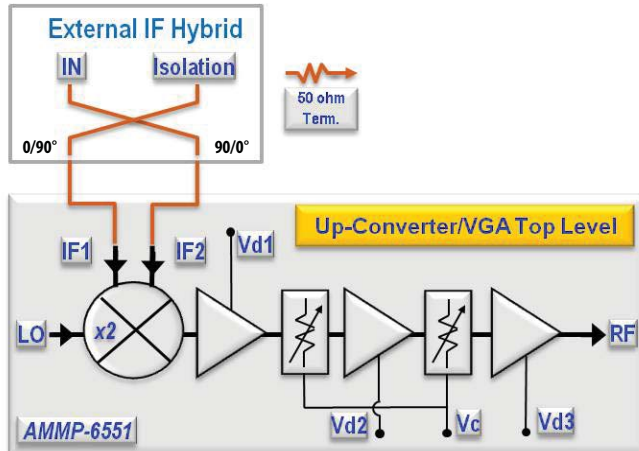 External IF Hybrid
IN
Isolation
50 ohm
Term.
0/90°
90/0°
Up-Converter/VGA Top Level
IF1
IF2
Vd1
LO
x2
RF
Vd2
Vc
Vd3
AMMP-6551